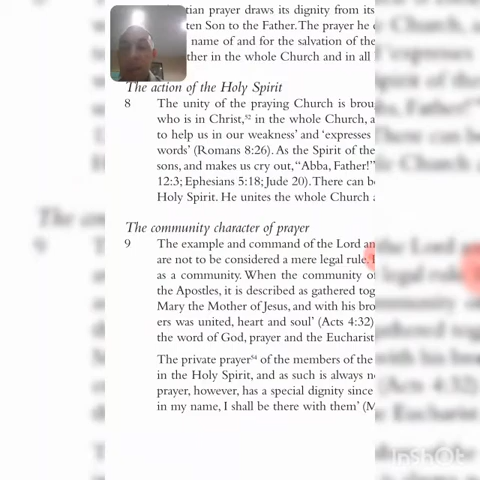 tian prayer draws its dignity from its
ten Son to the Father. The prayer he
name of and for the salvation of the
ther in the whole Church and in all
The action of the Holy Spirit
8 The unity of the praying Church is brou
who is in Christ,⁵² in the whole Church, a
to help us in our weakness' and 'expresses
words' (Romans 8:26). As the Spirit of the
sons, and makes us cry out, "Abba, Father!"
12:3; Ephesians 5:18; Jude 20). There can be
Holy Spirit. He unites the whole Church
The community character of prayer
9 The example and command of the Lord an
are not to be considered a mere legal rule.
as a community. When the community o
the Apostles, it is described as gathered tog
Mary the Mother of Jesus, and with his bro
ers was united, heart and soul' (Acts 4:32)
the word of God, prayer and the Eucharist
The private prayer⁵⁴ of the members of the
in the Holy Spirit, and as such is always n
prayer, however, has a special dignity since
in my name, I shall be there with them' (M
InShOt